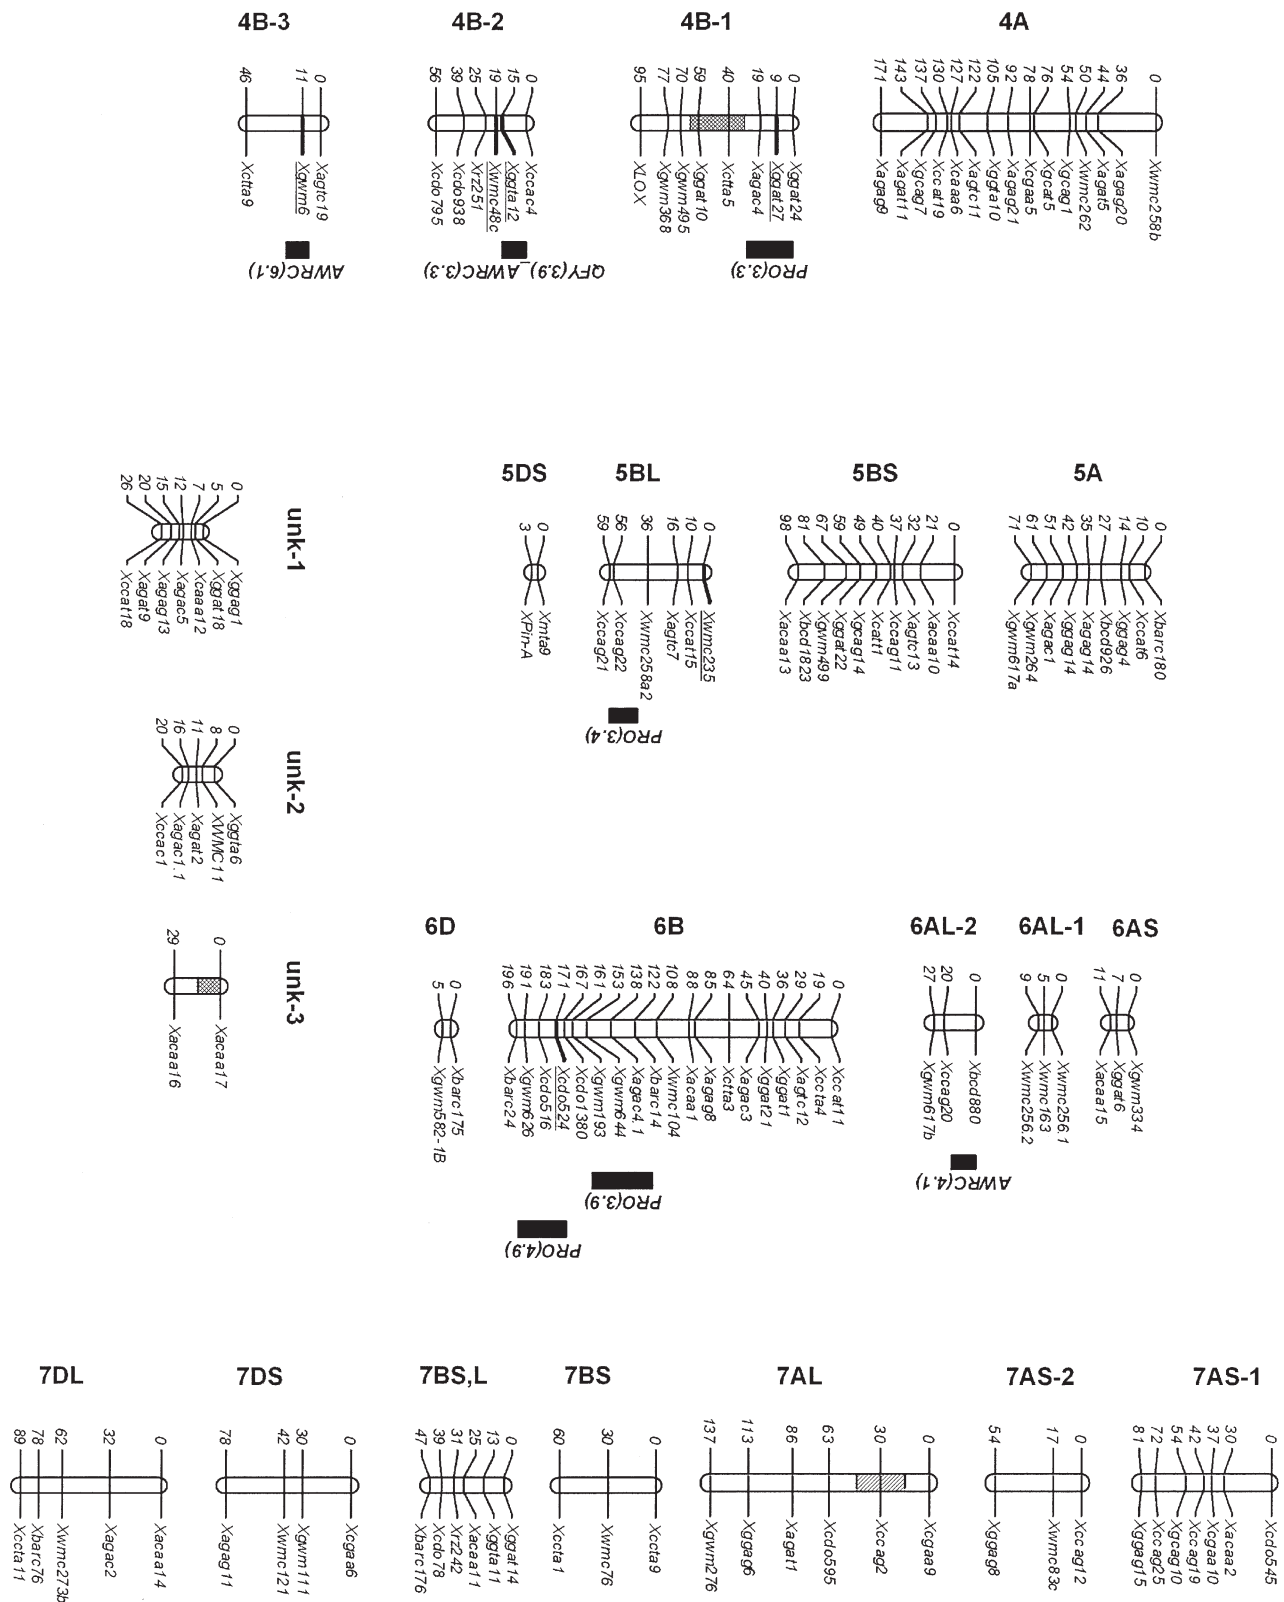 4B-3
46
11
0
Xctta9
Xgwm6
Xagtc19
AWRC(6.1)
4B-2
56
39
25
19
15
0
Xcdo795
Xcdo938
Xrz251
Xwmc48c
Xggta12
Xccac4
QFY(3.9)_AWRC(3.3)
4B-1
95
77
70
59
40
19
9
0
XLOX
Xgwm368
Xgwm495
Xggat10
Xctta5
Xagac4
Xggat27
Xggat24
PRO(3.3)
4A
171
143
137
130
127
122
105
92
78
76
54
50
44
36
0
Xagag9
Xagat11
Xgcag7
Xccat19
Xcaaa6
Xagtc11
Xggta10
Xagag21
Xcgaa5
Xgcat5
Xgcag1
Xwmc262
Xagat5
Xagag20
Xwmc258b
unk-1
26
20
15
12
7
5
0
Xccat18
Xagat9
Xagag13
Xagac5
Xcaaa12
Xggat18
Xggag1
5DS
3
0
XPin-A
Xmta9
5BL
59
56
36
16
10
0
Xccag21
Xccag22
Xwmc258a2
Xagtc7
Xccat15
Xwmc235
PRO(3.4)
5BS
98
81
67
59
49
40
37
32
21
0
Xacaa13
Xbcd1823
Xgwm499
Xggat22
Xgcag14
Xcatt1
Xccag11
Xagtc13
Xacaa10
Xccat14
5A
71
61
51
42
35
27
14
10
0
Xgwm617a
Xgwm264
Xagac1
Xggag14
Xagag14
Xbcd926
Xggag4
Xccat6
Xbarc180
unk-2
20
16
11
8
0
Xccac1
Xagac1.1
Xagat2
XWMC11
Xggta6
unk-3
29
0
Xacaa16
Xacaa17
6D
5
0
Xgwm582-1B
Xbarc175
6B
196
191
183
171
167
161
153
138
122
108
88
85
64
45
40
36
29
19
0
Xbarc24
Xgwm626
Xcdo516
Xcdo524
Xcdo1380
Xgwm193
Xgwm644
Xagac4.1
Xbarc14
Xwmc104
Xacaa1
Xagag8
Xctta3
Xagac3
Xggat21
Xggat1
Xagtc12
Xccta4
Xccat11
PRO(3.9)
PRO(4.9)
6AL-2
27
20
0
Xgwm617b
Xccag20
Xbcd880
AWRC(4.1)
6AL-1
9
5
0
Xwmc256.2
Xwmc163
Xwmc256.1
6AS
11
7
0
Xacaa15
Xggat6
Xgwm334
7DL
89
78
62
32
0
Xccta11
Xbarc76
Xwmc273b
Xagac2
Xacaa14
7DS
78
42
30
0
Xagag11
Xwmc121
Xgwm111
Xcgaa6
7BS,L
47
39
31
25
13
0
Xbarc176
Xcdo78
Xrz242
Xacaa11
Xggta11
Xggat14
7BS
60
30
0
Xccta1
Xwmc76
Xccta9
7AL
137
113
86
63
30
0
Xgwm276
Xggag6
Xagat1
Xcdo595
Xccag2
Xcgaa9
7AS-2
54
17
0
Xggag8
Xwmc83c
Xccag12
7AS-1
81
72
54
42
37
30
0
Xggag15
Xccag25
Xgcag10
Xccag19
Xcgaa10
Xacaa2
Xcdo545